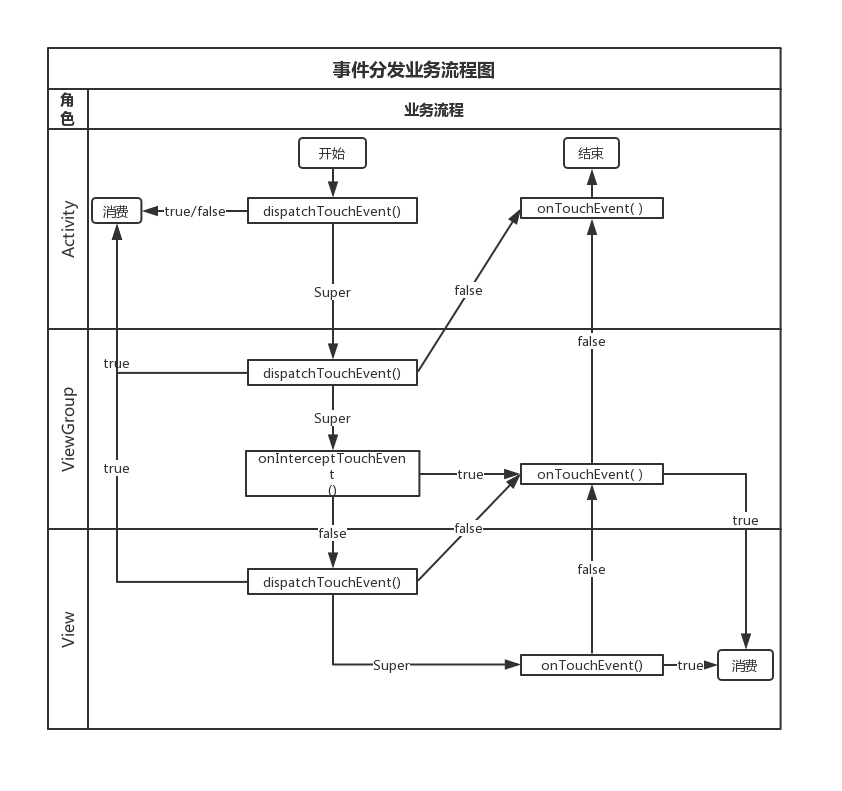 事件分发业务流程图
角
色
业务流程
开始
结束
Activity
消费
true/false
dispatchTouchEvent()
onTouchEvent( )
Super
false
false
ViewGroup
true
dispatchTouchEvent()
Super
onInterceptTouchEven
t
()
true
onTouchEvent( )
true
true
false
false
View
dispatchTouchEvent()
false
Super
onTouchEvent()
true
消费